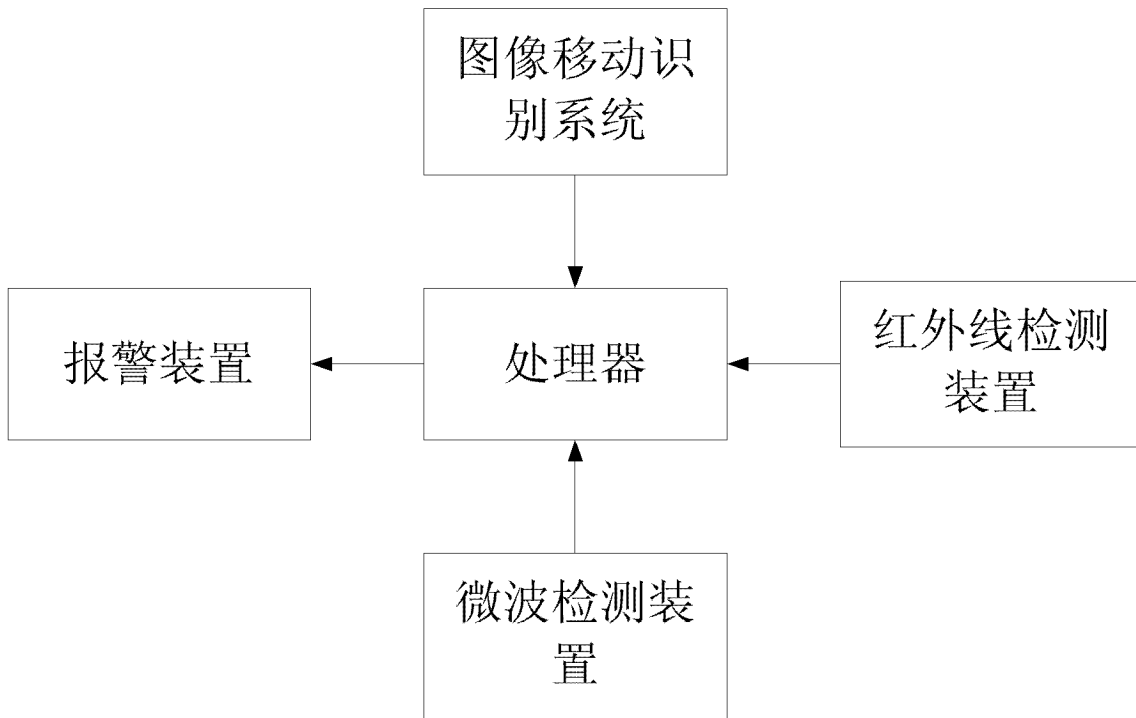 图像移动识
别系统
报警装置
处理器
红外线检测
装置
微波检测装
置